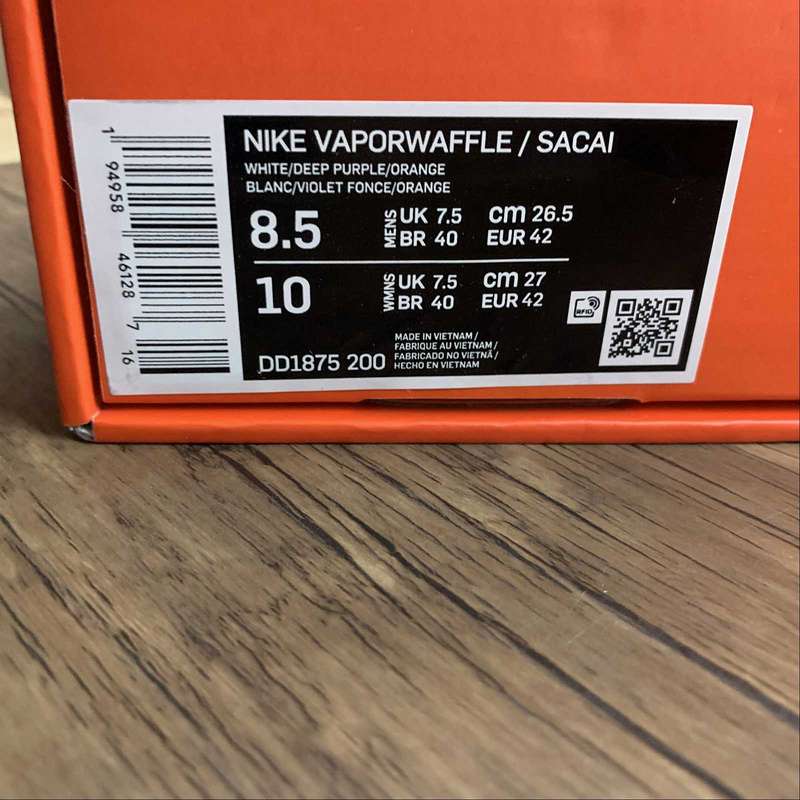 NIKE VAPORWAFFLE / SACAI
WHITE/DEEP PURPLE/ORANGE
BLANC/VIOLET FONCE/ORANGE
8.5 MENS UK 7.5 cm 26.5
BR 40 EUR 42
10 WMNS UK 7.5 cm 27
BR 40 EUR 42
RFID
DD1875 200
MADE IN VIETNAM /
FABRIQUE AU VIETNAM /
FABRICADO NO VIETNÃ /
HECHO EN VIETNAM
1 94958 46128 7 16